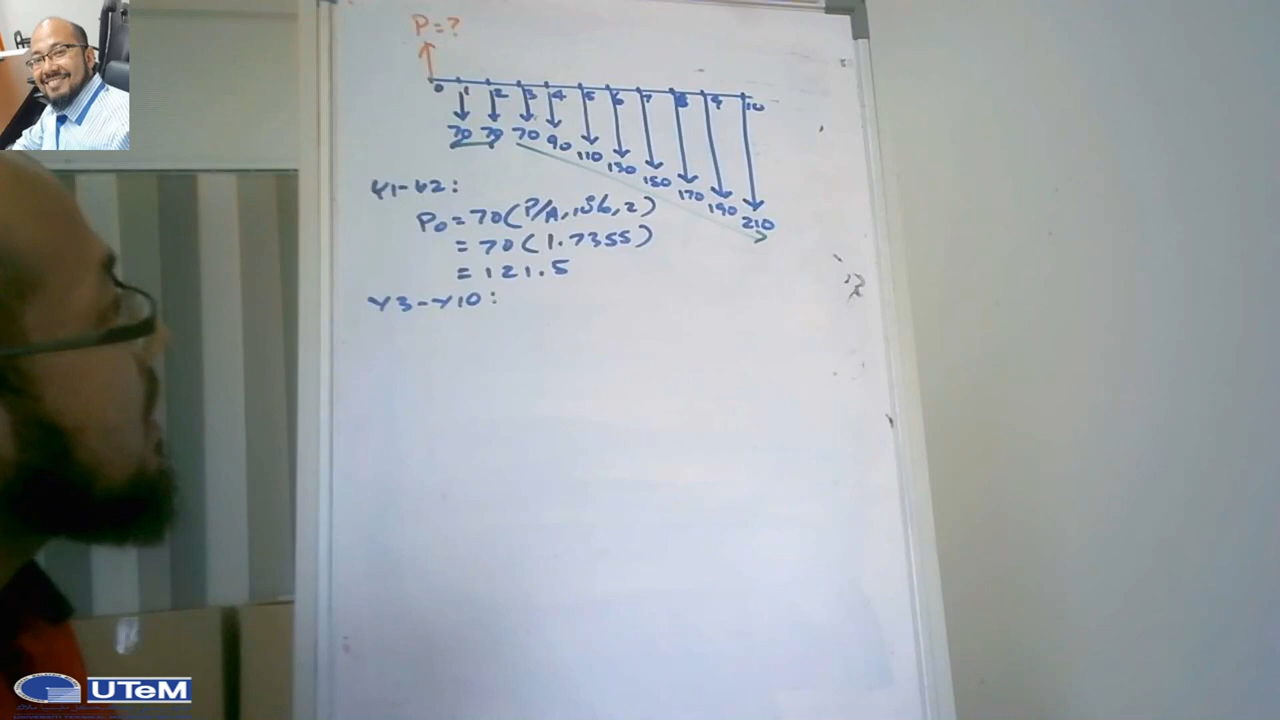 P=?
0 1 2 3 4 5 6 7 8 9 10
70 70 70 90 110 130 150 170 190 210
Y1-Y2:
P0 = 70(P/A, i%, 2)
= 70(1.7355)
= 121.5
Y3-Y10:
UTeM